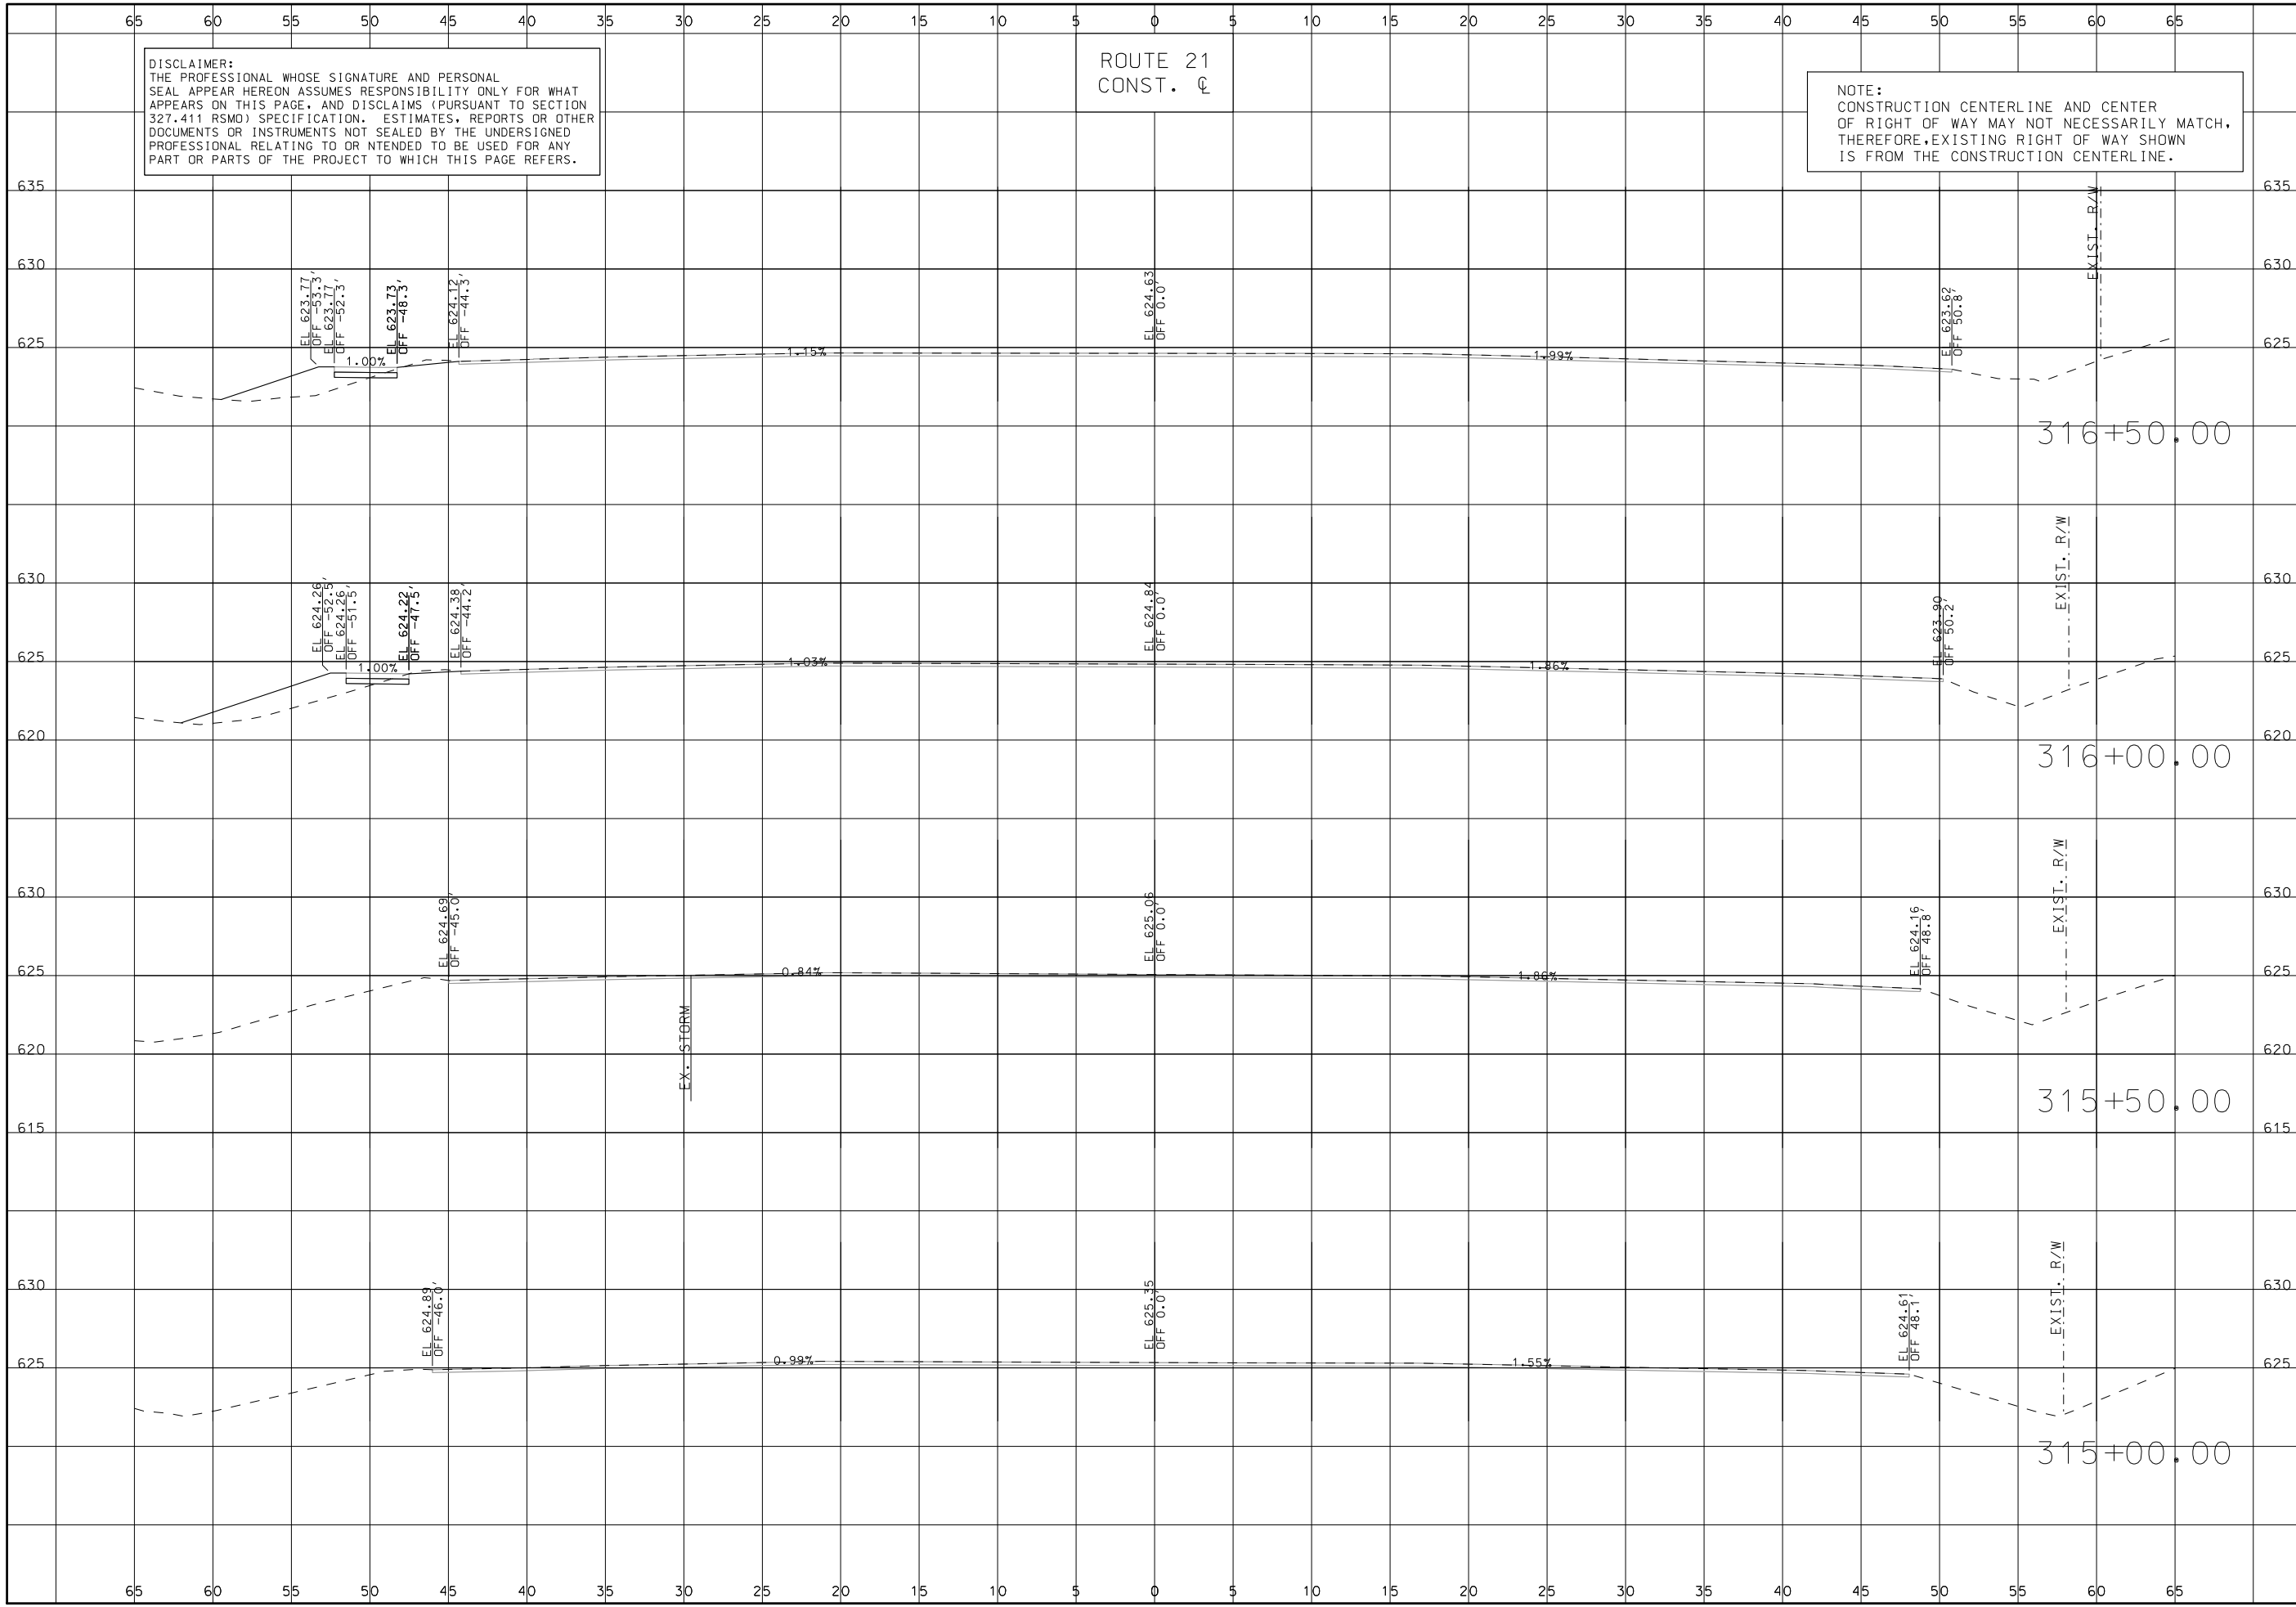 65 60 55 50 45 40 35 30 25 20 15 10 5 0 5 10 15 20 25 30 35 40 45 50 55 60 65
DISCLAIMER:
THE PROFESSIONAL WHOSE SIGNATURE AND PERSONAL
SEAL APPEAR HEREON ASSUMES RESPONSIBILITY ONLY FOR WHAT
APPEARS ON THIS PAGE, AND DISCLAIMS (PURSUANT TO SECTION
327.411 RSMO) SPECIFICATION. ESTIMATES, REPORTS OR OTHER
DOCUMENTS OR INSTRUMENTS NOT SEALED BY THE UNDERSIGNED
PROFESSIONAL RELATING TO OR NTENDED TO BE USED FOR ANY
PART OR PARTS OF THE PROJECT TO WHICH THIS PAGE REFERS.
ROUTE 21
CONST. ℄
NOTE:
CONSTRUCTION CENTERLINE AND CENTER
OF RIGHT OF WAY MAY NOT NECESSARILY MATCH,
THEREFORE,EXISTING RIGHT OF WAY SHOWN
IS FROM THE CONSTRUCTION CENTERLINE.
635 635
630 630
625 625
EL 623.77
OFF -53.3'
EL 623.77
OFF -52.3'
EL 623.73
OFF -48.3'
EL 624.12
OFF -44.3'
EL 624.63
OFF 0.0'
EL 623.62
OFF 50.8'
EXIST. R/W
1.00%
1.15%
1.99%
316+50.00
630 630
625 625
620 620
EL 624.26
OFF -52.5'
EL 624.26
OFF -51.5'
EL 624.22
OFF -47.5'
EL 624.38
OFF -44.2'
EL 624.84
OFF 0.0'
EL 623.90
OFF 50.2'
EXIST. R/W
1.00%
1.03%
1.86%
316+00.00
630 630
625 625
620 620
615 615
EL 624.69
OFF -45.0'
EL 625.06
OFF 0.0'
EL 624.16
OFF 48.8'
EXIST. R/W
0.84%
1.86%
EX. STORM
315+50.00
630 630
625 625
EL 624.89
OFF -46.0'
EL 625.35
OFF 0.0'
EL 624.61
OFF 48.1'
EXIST. R/W
0.99%
1.55%
315+00.00
65 60 55 50 45 40 35 30 25 20 15 10 5 0 5 10 15 20 25 30 35 40 45 50 55 60 65